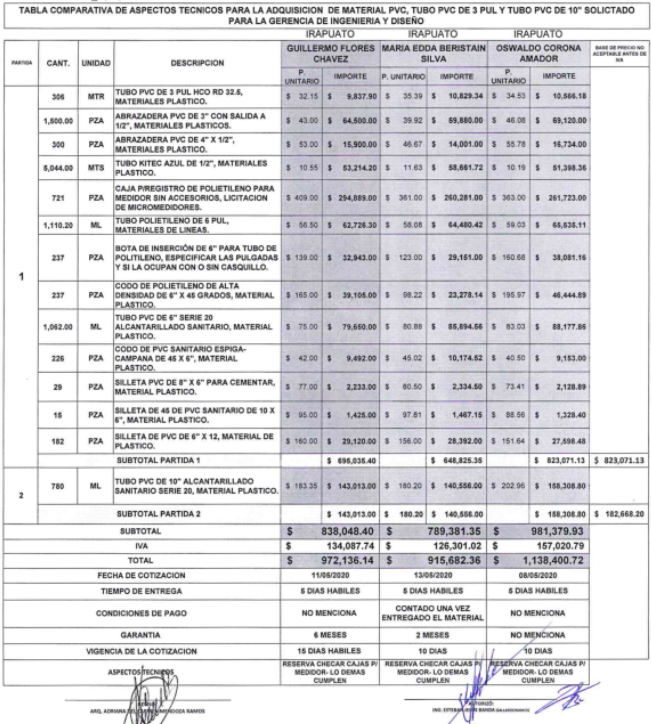 TABLA COMPARATIVA DE ASPECTOS TECNICOS PARA LA ADQUISICION DE MATERIAL PVC, TUBO PVC DE 3 PUL Y TUBO PVC DE 10" SOLICTADO
PARA LA GERENCIA DE INGENIERIA Y DISEÑO
IRAPUATO IRAPUATO IRAPUATO
PARTIDA CANT. UNIDAD DESCRIPCION GUILLERMO FLORES CHAVEZ MARIA EDDA BERISTAIN SILVA OSWALDO CORONA AMADOR BASE DE PRECIO NO ACEPTABLE ANTES DE IVA
P. UNITARIO IMPORTE P. UNITARIO IMPORTE P. UNITARIO IMPORTE
1
306 MTR TUBO PVC DE 3 PUL HCO RD 32.5, MATERIALES PLASTICO. $ 32.15 $ 9,837.90 $ 35.39 $ 10,829.34 $ 34.53 $ 10,566.18
1,500.00 PZA ABRAZADERA PVC DE 3" CON SALIDA A 1/2", MATERIALES PLASTICOS. $ 43.00 $ 64,500.00 $ 39.92 $ 59,880.00 $ 46.08 $ 69,120.00
300 PZA ABRAZADERA PVC DE 4" X 1/2", MATERIALES PLASTICO. $ 53.00 $ 15,900.00 $ 46.67 $ 14,001.00 $ 55.78 $ 16,734.00
5,044.00 MTS TUBO KITEC AZUL DE 1/2", MATERIALES PLASTICO. $ 10.55 $ 53,214.20 $ 11.63 $ 58,661.72 $ 10.19 $ 51,398.36
721 PZA CAJA P/REGISTRO DE POLIETILENO PARA MEDIDOR SIN ACCESORIOS, LICITACION DE MICROMEDIDORES. $ 409.00 $ 294,889.00 $ 361.00 $ 260,281.00 $ 363.00 $ 261,723.00
1,110.20 ML TUBO POLIETILENO DE 6 PUL, MATERIALES DE LINEAS. $ 56.50 $ 62,726.30 $ 58.08 $ 64,480.42 $ 59.03 $ 65,535.11
237 PZA BOTA DE INSERCIÓN DE 6" PARA TUBO DE POLITILENO, ESPECIFICAR LAS PULGADAS Y SI LA OCUPAN CON O SIN CASQUILLO. $ 139.00 $ 32,943.00 $ 123.00 $ 29,151.00 $ 160.68 $ 38,081.16
237 PZA CODO DE POLIETILENO DE ALTA DENSIDAD DE 6" X 45 GRADOS, MATERIAL PLASTICO. $ 165.00 $ 39,105.00 $ 98.22 $ 23,278.14 $ 195.97 $ 46,444.89
1,062.00 ML TUBO PVC DE 6" SERIE 20 ALCANTARILLADO SANITARIO, MATERIAL PLASTICO. $ 75.00 $ 79,650.00 $ 80.88 $ 85,894.56 $ 83.03 $ 88,177.86
226 PZA CODO DE PVC SANITARIO ESPIGA-CAMPANA DE 45 X 6", MATERIAL PLASTICO. $ 42.00 $ 9,492.00 $ 45.02 $ 10,174.52 $ 40.50 $ 9,153.00
29 PZA SILLETA PVC DE 8" X 6" PARA CEMENTAR, MATERIAL PLASTICO. $ 77.00 $ 2,233.00 $ 80.50 $ 2,334.50 $ 73.41 $ 2,128.89
15 PZA SILLETA DE 45 DE PVC SANITARIO DE 10 X 6", MATERIAL PLASTICO. $ 95.00 $ 1,425.00 $ 97.81 $ 1,467.15 $ 88.56 $ 1,328.40
182 PZA SILLETA DE PVC DE 6" X 12, MATERIAL DE PLASTICO. $ 160.00 $ 29,120.00 $ 156.00 $ 28,392.00 $ 151.64 $ 27,598.48
SUBTOTAL PARTIDA 1 $ 695,035.40 $ 648,825.35 $ 823,071.13 $ 823,071.13
2
780 ML TUBO PVC DE 10" ALCANTARILLADO SANITARIO SERIE 20, MATERIAL PLASTICO. $ 183.35 $ 143,013.00 $ 180.20 $ 140,556.00 $ 202.96 $ 158,308.80
SUBTOTAL PARTIDA 2 $ 143,013.00 $ 180.20 $ 140,556.00 $ 158,308.80 $ 182,668.20
SUBTOTAL $ 838,048.40 $ 789,381.35 $ 981,379.93
IVA $ 134,087.74 $ 126,301.02 $ 157,020.79
TOTAL $ 972,136.14 $ 915,682.36 $ 1,138,400.72
FECHA DE COTIZACION 11/05/2020 13/05/2020 08/05/2020
TIEMPO DE ENTREGA 5 DIAS HABILES 5 DIAS HABILES 5 DIAS HABILES
CONDICIONES DE PAGO NO MENCIONA CONTADO UNA VEZ ENTREGADO EL MATERIAL NO MENCIONA
GARANTIA 6 MESES 2 MESES NO MENCIONA
VIGENCIA DE LA COTIZACION 15 DIAS HABILES 10 DIAS 10 DIAS
ASPECTOS TECNICOS RESERVA CHECAR CAJAS P/ MEDIDOR- LO DEMAS CUMPLEN RESERVA CHECAR CAJAS P/ MEDIDOR- LO DEMAS CUMPLEN RESERVA CHECAR CAJAS P/ MEDIDOR- LO DEMAS CUMPLEN
ARQ. ADRIANA DEL CARMEN MENDOZA RAMOS
AUTORIZÓ:
ING. ESTEBAN BANDA